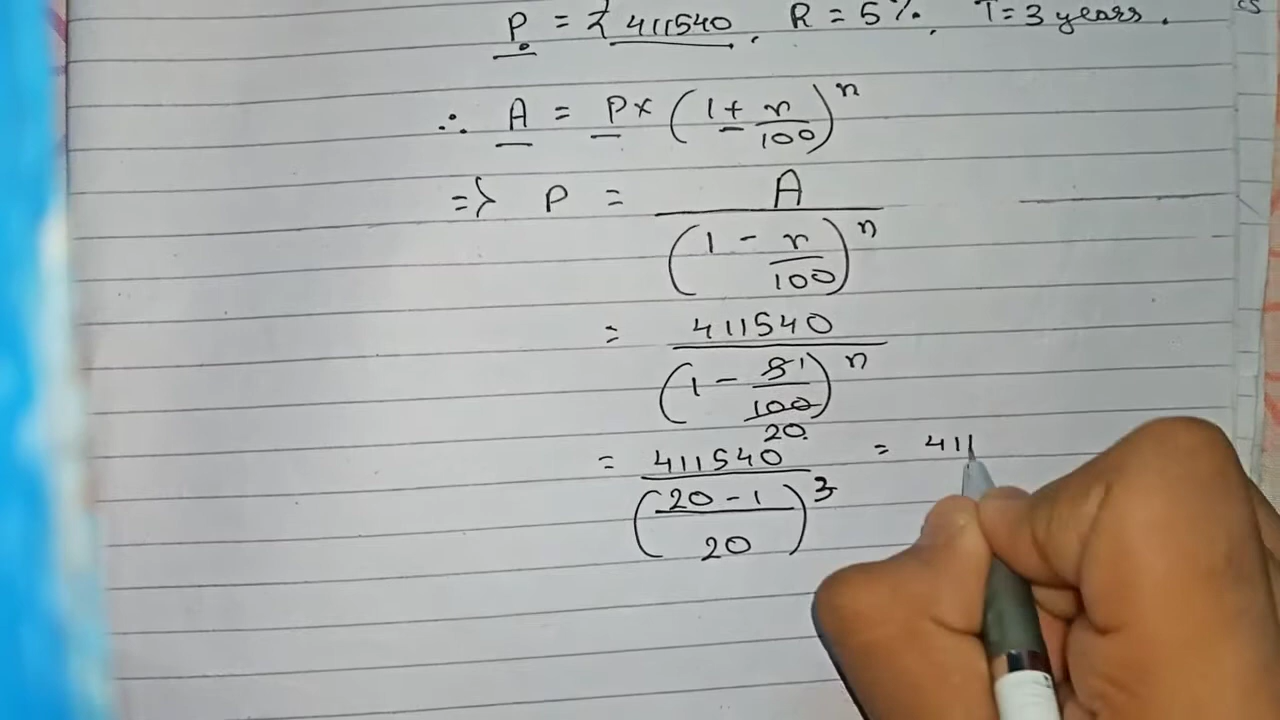 P = ₹ 411540, R = 5%, T = 3 years.
∴ A = P × (1 + r/100)^n
=> P = A/(1 - r/100)^n
= 411540/(1 - 5 1/100 20)^n
= 411540/(20 - 1/20)^3 = 411